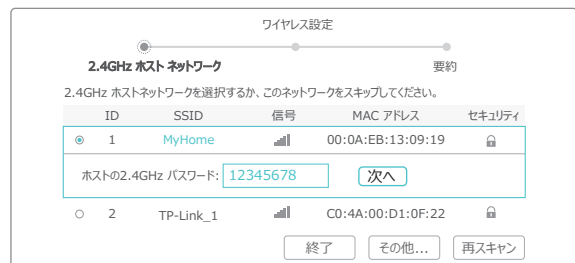 ワイヤレス設定
2.4GHz ホスト ネットワーク 要約
2.4GHz ホストネットワークを選択するか、このネットワークをスキップしてください。
ID SSID 信号 MAC アドレス セキュリティ
1 MyHome 00:0A:EB:13:09:19
ホストの2.4GHz パスワード: 12345678 次へ
2 TP-Link_1 C0:4A:00:D1:0F:22
終了 その他... 再スキャン